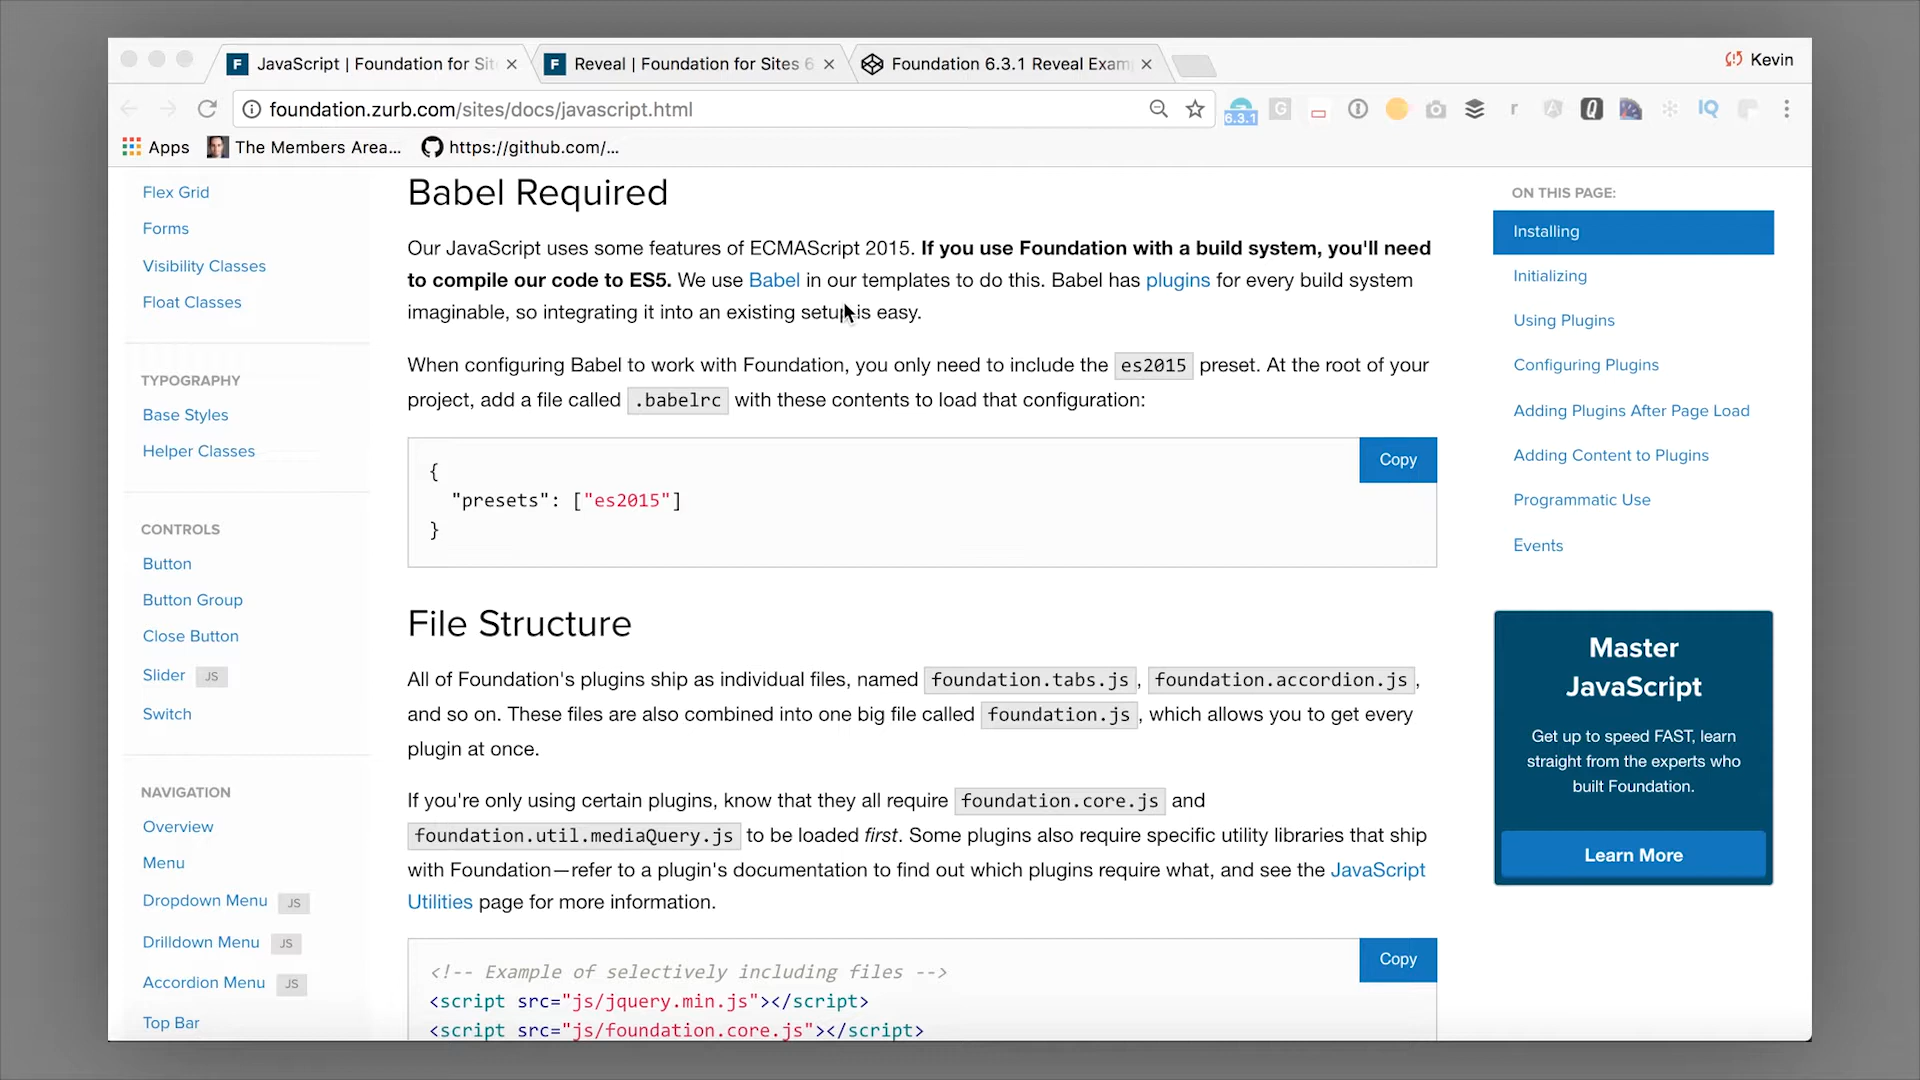 JavaScript | Foundation for Sit
Reveal | Foundation for Sites 6
Foundation 6.3.1 Reveal Exam
Kevin
foundation.zurb.com/sites/docs/javascript.html
6.3.1
G
r
Q
IQ
Apps
The Members Area...
https://github.com/...
Flex Grid
Forms
Visibility Classes
Float Classes
TYPOGRAPHY
Base Styles
Helper Classes
CONTROLS
Button
Button Group
Close Button
Slider JS
Switch
NAVIGATION
Overview
Menu
Dropdown Menu JS
Drilldown Menu JS
Accordion Menu JS
Top Bar
Babel Required
Our JavaScript uses some features of ECMAScript 2015. If you use Foundation with a build system, you'll need
to compile our code to ES5. We use Babel in our templates to do this. Babel has plugins for every build system
imaginable, so integrating it into an existing setup is easy.
When configuring Babel to work with Foundation, you only need to include the es2015 preset. At the root of your
project, add a file called .babelrc with these contents to load that configuration:
Copy
{
"presets": ["es2015"]
}
File Structure
All of Foundation's plugins ship as individual files, named foundation.tabs.js, foundation.accordion.js,
and so on. These files are also combined into one big file called foundation.js, which allows you to get every
plugin at once.
If you're only using certain plugins, know that they all require foundation.core.js and
foundation.util.mediaQuery.js to be loaded first. Some plugins also require specific utility libraries that ship
with Foundation—refer to a plugin's documentation to find out which plugins require what, and see the JavaScript
Utilities page for more information.
Copy
<!-- Example of selectively including files -->
<script src="js/jquery.min.js"></script>
<script src="js/foundation.core.js"></script>
ON THIS PAGE:
Installing
Initializing
Using Plugins
Configuring Plugins
Adding Plugins After Page Load
Adding Content to Plugins
Programmatic Use
Events
Master
JavaScript
Get up to speed FAST, learn
straight from the experts who
built Foundation.
Learn More